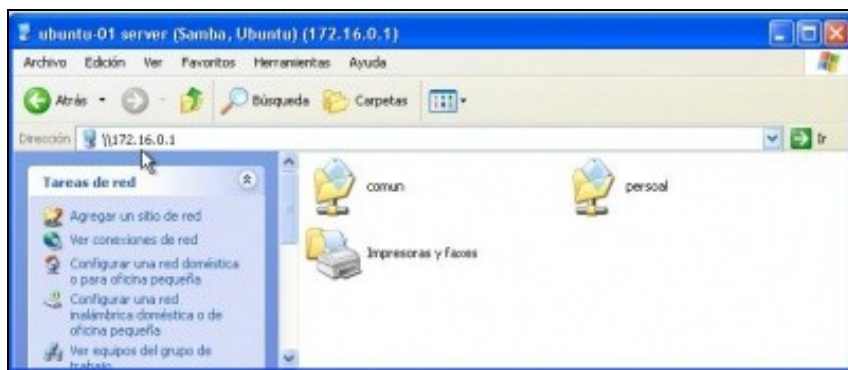 ubuntu-01 server (Samba, Ubuntu) (172.16.0.1)
Archivo Edición Ver Favoritos Herramientas Ayuda
Atrás Búsqueda Carpetas
Dirección \\172.16.0.1 Ir
Tareas de red
Agregar un sitio de red
Ver conexiones de red
Configurar una red doméstica
o para oficina pequeña
Configurar una red
inalámbrica doméstica o de
oficina pequeña
Ver equipos del grupo de
trabajo
comun
persoal
Impresoras y faxes